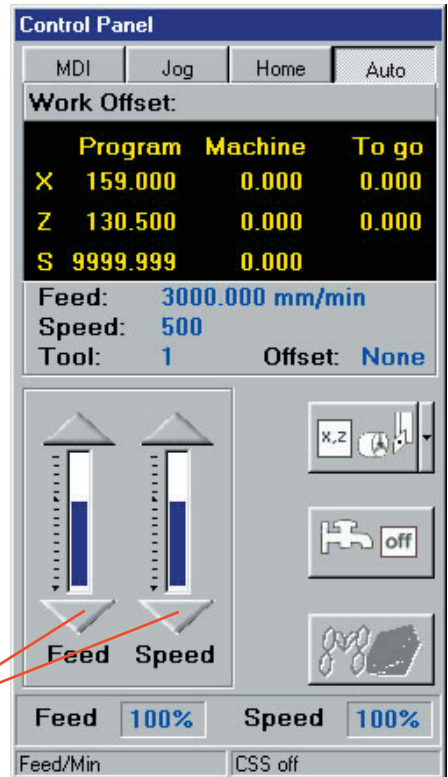 Control Panel
MDI Jog Home Auto
Work Offset:
Program Machine To go
X 159.000 0.000 0.000
Z 130.500 0.000 0.000
S 9999.999 0.000
Feed: 3000.000 mm/min
Speed: 500
Tool: 1 Offset: None
x,z
off
Feed Speed
Feed 100% Speed 100%
Feed/Min CSS off